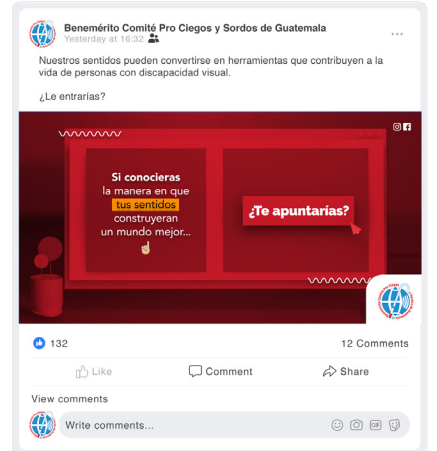 Benemérito Comité Pro Ciegos y Sordos de Guatemala
Yesterday at 16:32
Nuestros sentidos pueden convertirse en herramientas que contribuyen a la
vida de personas con discapacidad visual.
¿Le entrarías?
Si conocieras
la manera en que
tus sentidos
construyeran
un mundo mejor...
¿Te apuntarías?
132
12 Comments
Like
Comment
Share
View comments
Write comments...
GIF